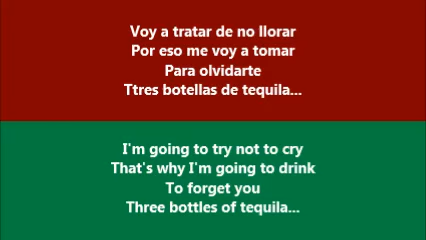 Voy a tratar de no llorar
Por eso me voy a tomar
Para olvidarte
Ttres botellas de tequila...
I'm going to try not to cry
That's why I'm going to drink
To forget you
Three bottles of tequila...